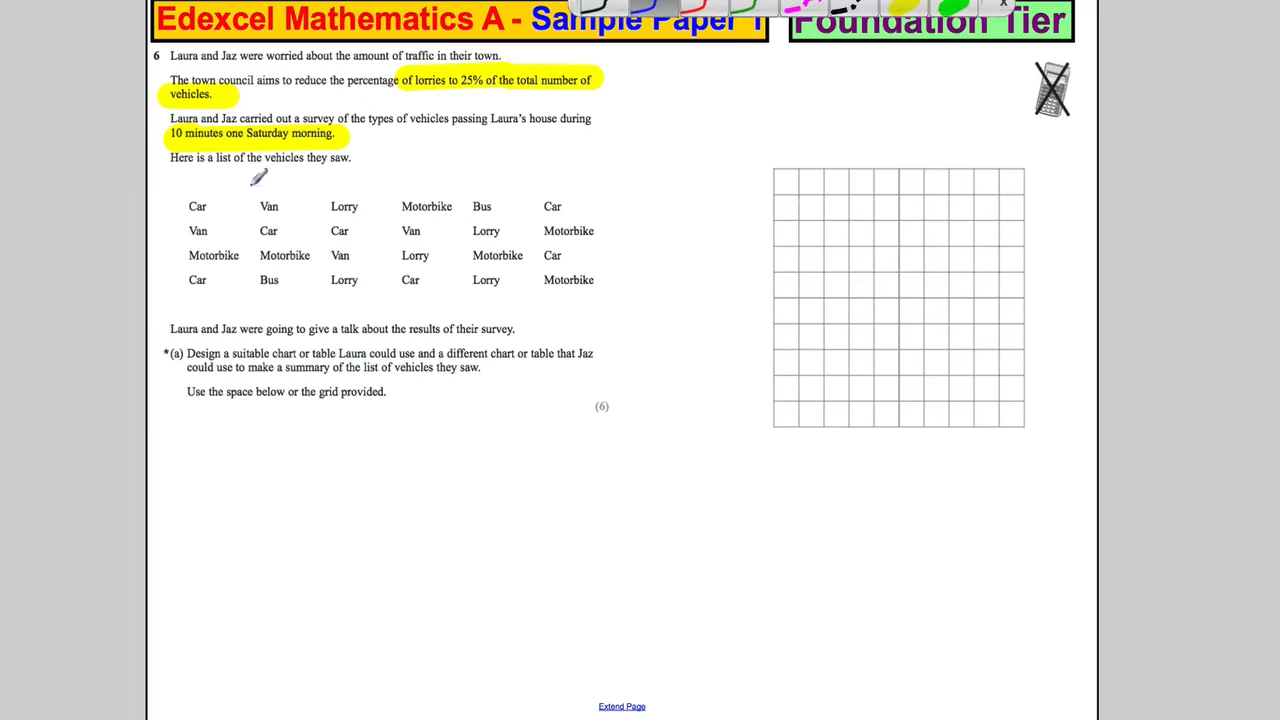 Edexcel Mathematics A - Sample Paper 1
Foundation Tier
x
6 Laura and Jaz were worried about the amount of traffic in their town.
The town council aims to reduce the percentage of lorries to 25% of the total number of
vehicles.
Laura and Jaz carried out a survey of the types of vehicles passing Laura's house during
10 minutes one Saturday morning.
Here is a list of the vehicles they saw.
Car Van Lorry Motorbike Bus Car
Van Car Car Van Lorry Motorbike
Motorbike Motorbike Van Lorry Motorbike Car
Car Bus Lorry Car Lorry Motorbike
Laura and Jaz were going to give a talk about the results of their survey.
*(a) Design a suitable chart or table Laura could use and a different chart or table that Jaz
could use to make a summary of the list of vehicles they saw.
Use the space below or the grid provided.
(6)
Extend Page